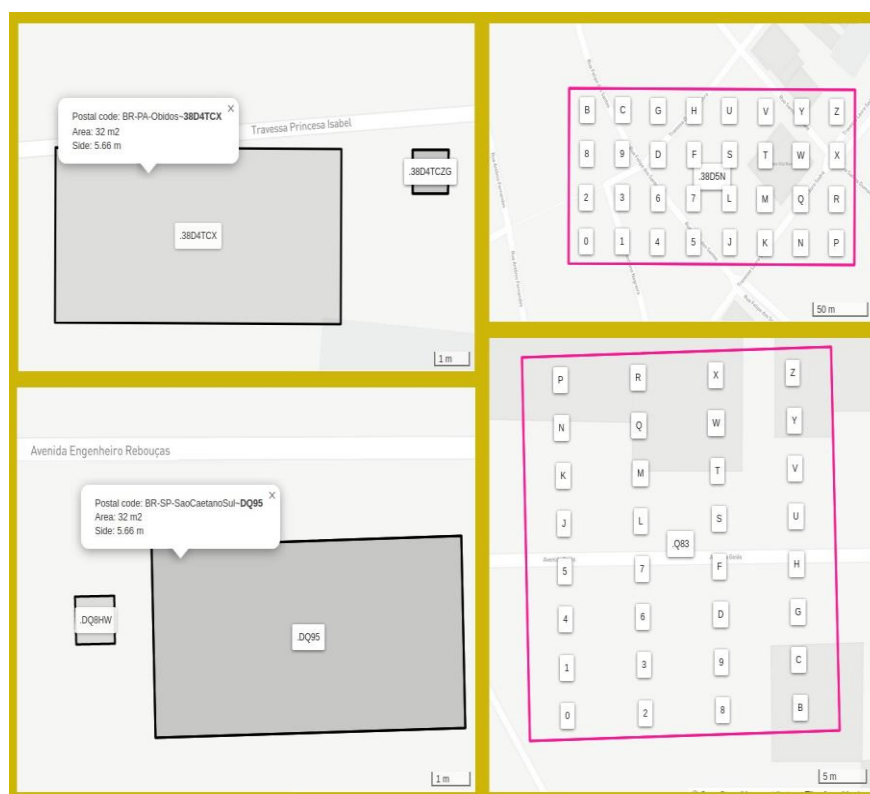 Postal code: BR-PA-Obidos~38D4TCX
X
Area: 32 m2
Side: 5.66 m
Travessa Princesa Isabel
.38D4TCZG
.38D4TCX
1 m
B C G H U V Y Z
8 9 D F S T W X
.38D5N
2 3 6 7 L M Q R
0 1 4 5 J K N P
50 m
Avenida Engenheiro Rebouças
Postal code: BR-SP-SaoCaetanoSul~DQ95
X
Area: 32 m2
Side: 5.66 m
.DQ8HW
.DQ95
1 m
P R X Z
N Q W Y
K M T V
J L S U
.Q83
5 7 F H
4 6 D G
1 3 9 C
0 2 8 B
5 m